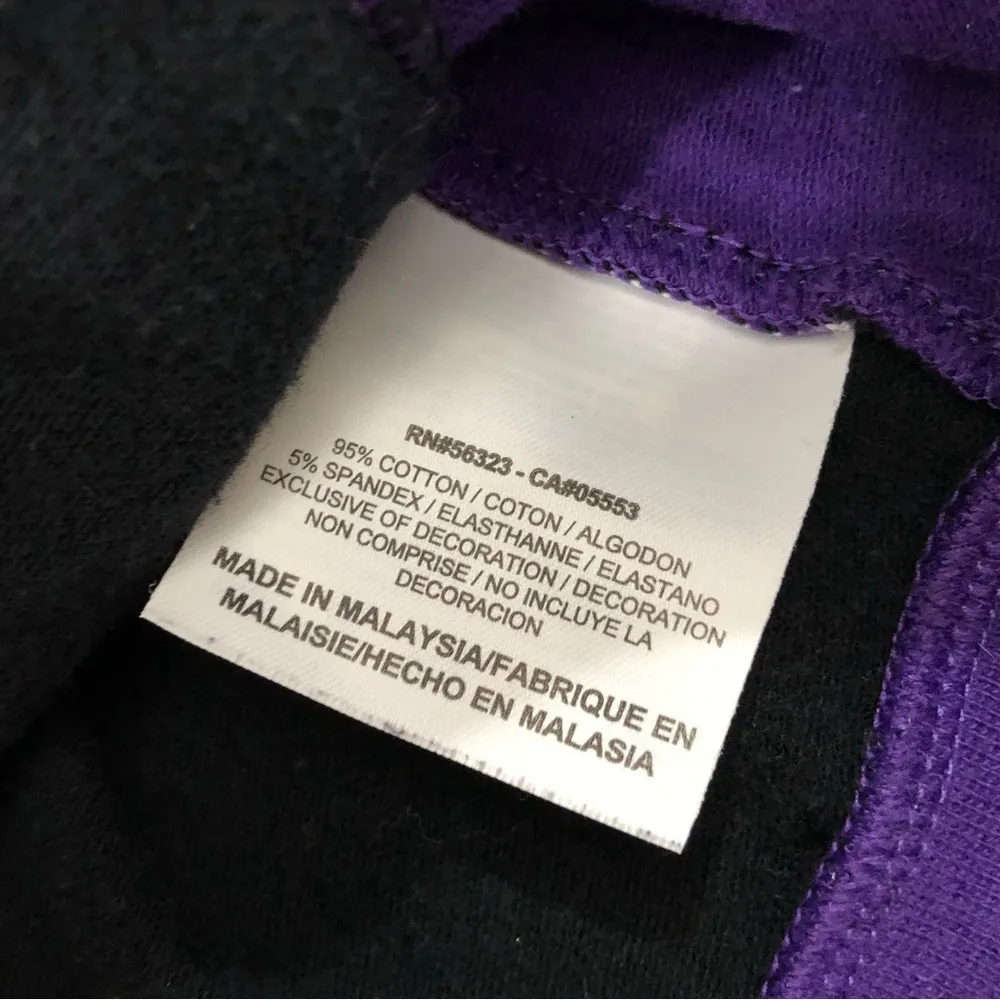 RN#56323 - CA#05553
95% COTTON / COTON / ALGODON
5% SPANDEX / ELASTHANNE / ELASTANO
EXCLUSIVE OF DECORATION / DECORATION
NON COMPRISE / NO INCLUYE LA
DECORACION
MADE IN MALAYSIA/FABRIQUE EN
MALAISIE/HECHO EN MALASIA